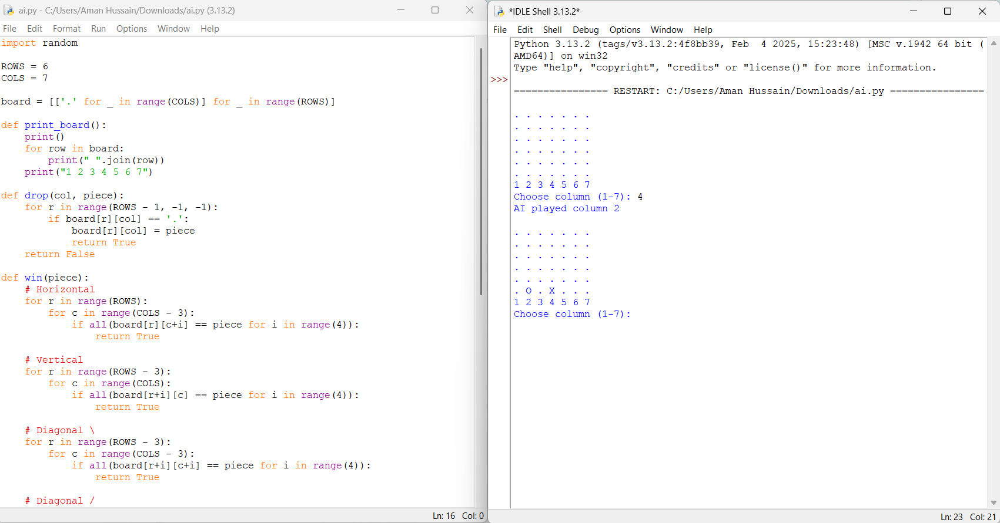 ai.py - C:/Users/Aman Hussain/Downloads/ai.py (3.13.2)
File Edit Format Run Options Window Help
import random

ROWS = 6
COLS = 7

board = [['.' for _ in range(COLS)] for _ in range(ROWS)]

def print_board():
    print()
    for row in board:
        print(" ".join(row))
    print("1 2 3 4 5 6 7")

def drop(col, piece):
    for r in range(ROWS - 1, -1, -1):
        if board[r][col] == '.':
            board[r][col] = piece
            return True
    return False

def win(piece):
    # Horizontal
    for r in range(ROWS):
        for c in range(COLS - 3):
            if all(board[r][c+i] == piece for i in range(4)):
                return True

    # Vertical
    for r in range(ROWS - 3):
        for c in range(COLS):
            if all(board[r+i][c] == piece for i in range(4)):
                return True

    # Diagonal \
    for r in range(ROWS - 3):
        for c in range(COLS - 3):
            if all(board[r+i][c+i] == piece for i in range(4)):
                return True

    # Diagonal /
Ln: 16 Col: 0
*IDLE Shell 3.13.2*
File Edit Shell Debug Options Window Help
Python 3.13.2 (tags/v3.13.2:4f8bb39, Feb  4 2025, 15:23:48) [MSC v.1942 64 bit (
AMD64)] on win32
Type "help", "copyright", "credits" or "license()" for more information.
>>>
================ RESTART: C:/Users/Aman Hussain/Downloads/ai.py ================

. . . . . . .
. . . . . . .
. . . . . . .
. . . . . . .
. . . . . . .
. . . . . . .
1 2 3 4 5 6 7
Choose column (1-7): 4
AI played column 2

. . . . . . .
. . . . . . .
. . . . . . .
. . . . . . .
. . . . . . .
. O . X . . .
1 2 3 4 5 6 7
Choose column (1-7):
Ln: 23 Col: 21